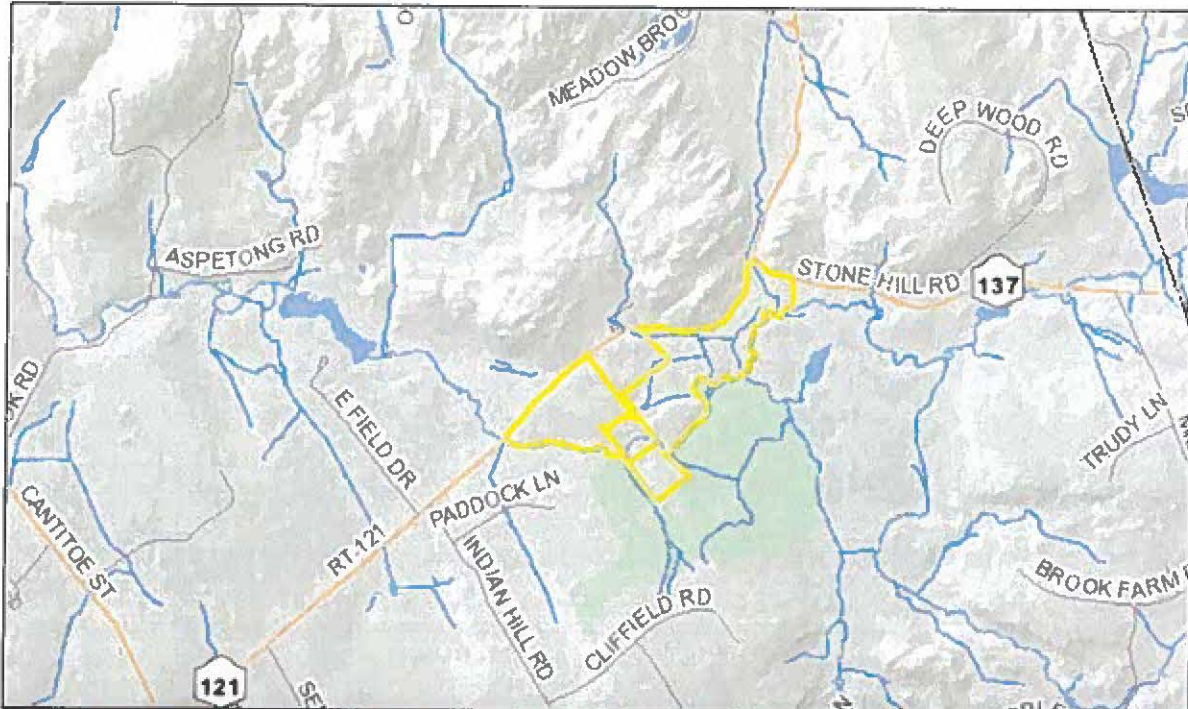 MEADOW BROO
DEEP WOOD RD
ASPETONG RD
STONE HILL RD
137
E FIELD DR
TRUDY LN
PADDOCK LN
CANTITOE ST
RT 121
INDIAN HILL RD
BROOK FARM
CLIFFIELD RD
121